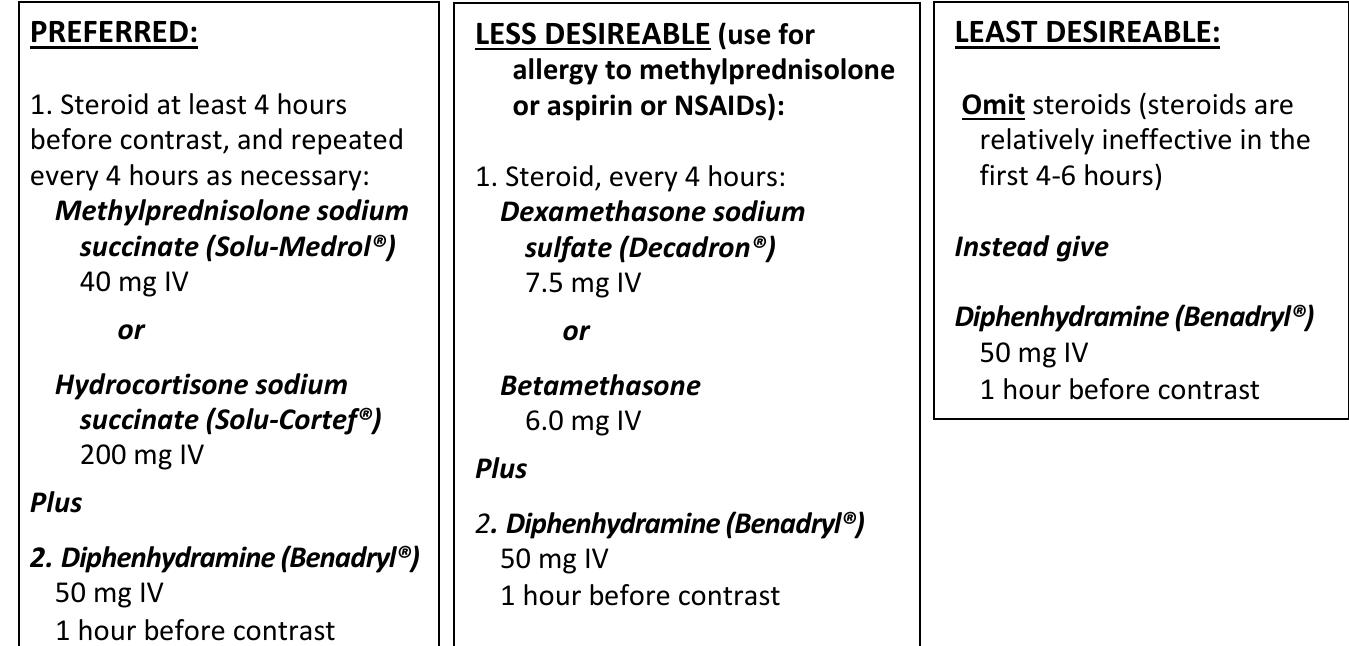 PREFERRED:
1. Steroid at least 4 hours
before contrast, and repeated
every 4 hours as necessary:
Methylprednisolone sodium
succinate (Solu-Medrol®)
40 mg IV
or
Hydrocortisone sodium
succinate (Solu-Cortef®)
200 mg IV
Plus
2. Diphenhydramine (Benadryl®)
50 mg IV
1 hour before contrast
LESS DESIREABLE (use for
allergy to methylprednisolone
or aspirin or NSAIDs):
1. Steroid, every 4 hours:
Dexamethasone sodium
sulfate (Decadron®)
7.5 mg IV
or
Betamethasone
6.0 mg IV
Plus
2. Diphenhydramine (Benadryl®)
50 mg IV
1 hour before contrast
LEAST DESIREABLE:
Omit steroids (steroids are
relatively ineffective in the
first 4-6 hours)
Instead give
Diphenhydramine (Benadryl®)
50 mg IV
1 hour before contrast